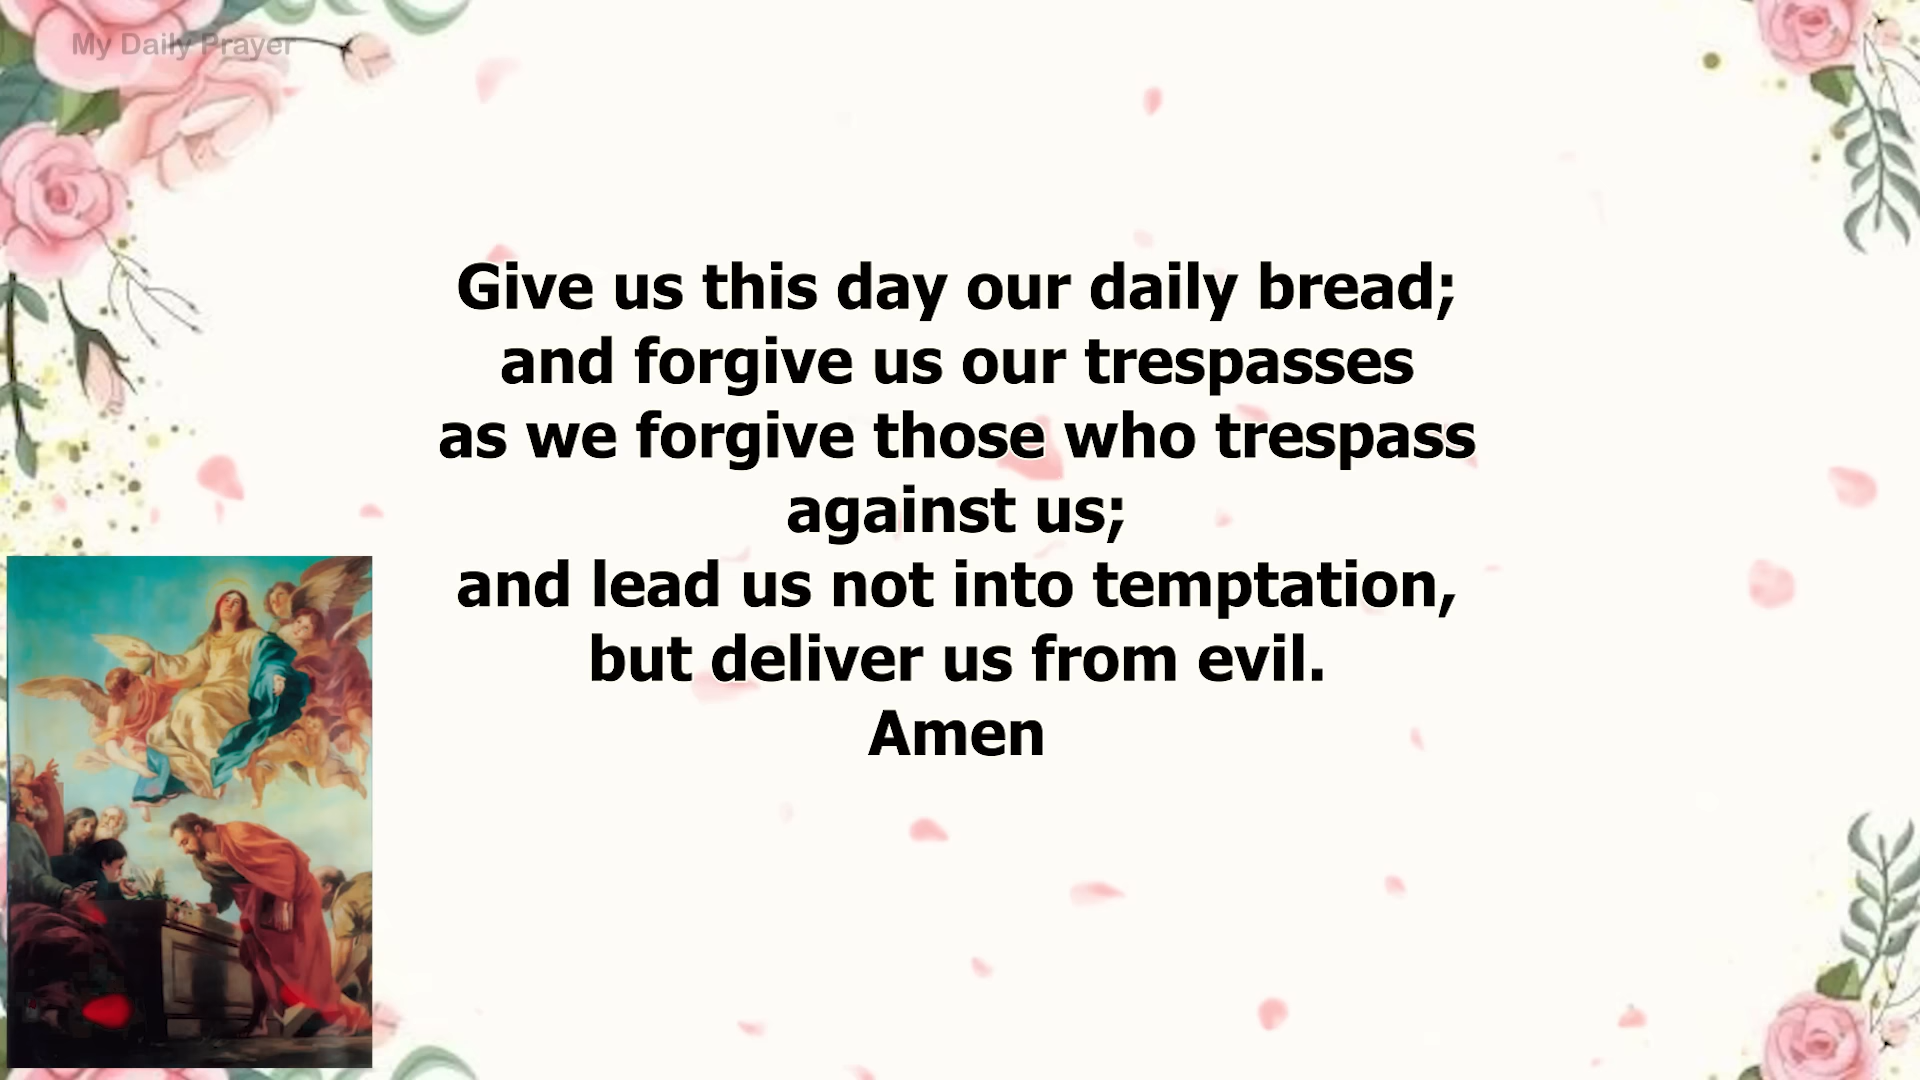 My Daily Prayer
Give us this day our daily bread;
and forgive us our trespasses
as we forgive those who trespass
against us;
and lead us not into temptation,
but deliver us from evil.
Amen